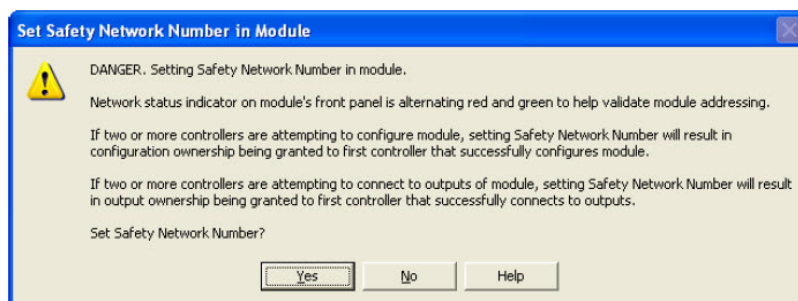 Set Safety Network Number in Module
DANGER. Setting Safety Network Number in module.
Network status indicator on module's front panel is alternating red and green to help validate module addressing.
If two or more controllers are attempting to configure module, setting Safety Network Number will result in
configuration ownership being granted to first controller that successfully configures module.
If two or more controllers are attempting to connect to outputs of module, setting Safety Network Number will result
in output ownership being granted to first controller that successfully connects to outputs.
Set Safety Network Number?
Yes No Help